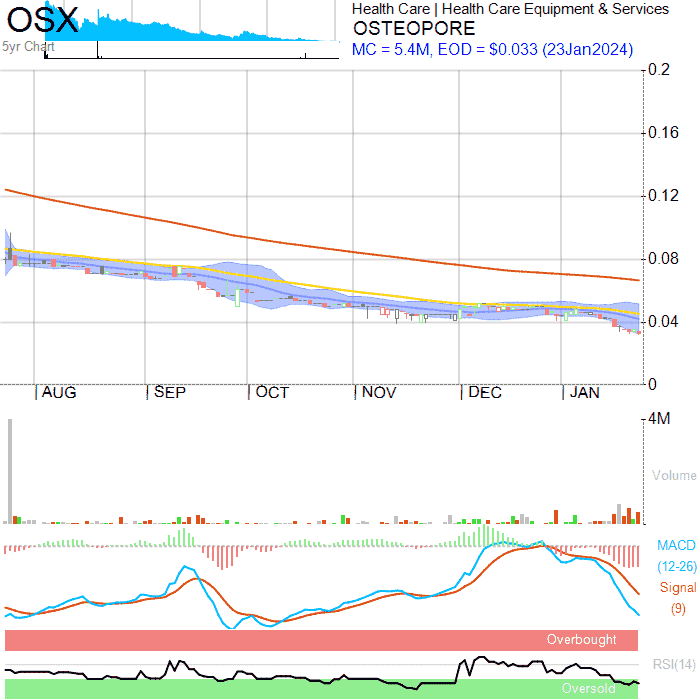 OSX
5yr Chart
Health Care | Health Care Equipment & Services
OSTEOPORE
MC = 5.4M, EOD = $0.033 (23Jan2024)
0.2
0.16
0.12
0.08
0.04
0
AUG SEP OCT NOV DEC JAN
4M
Volume
MACD
(12-26)
Signal
(9)
Overbought
RSI(14)
Oversold